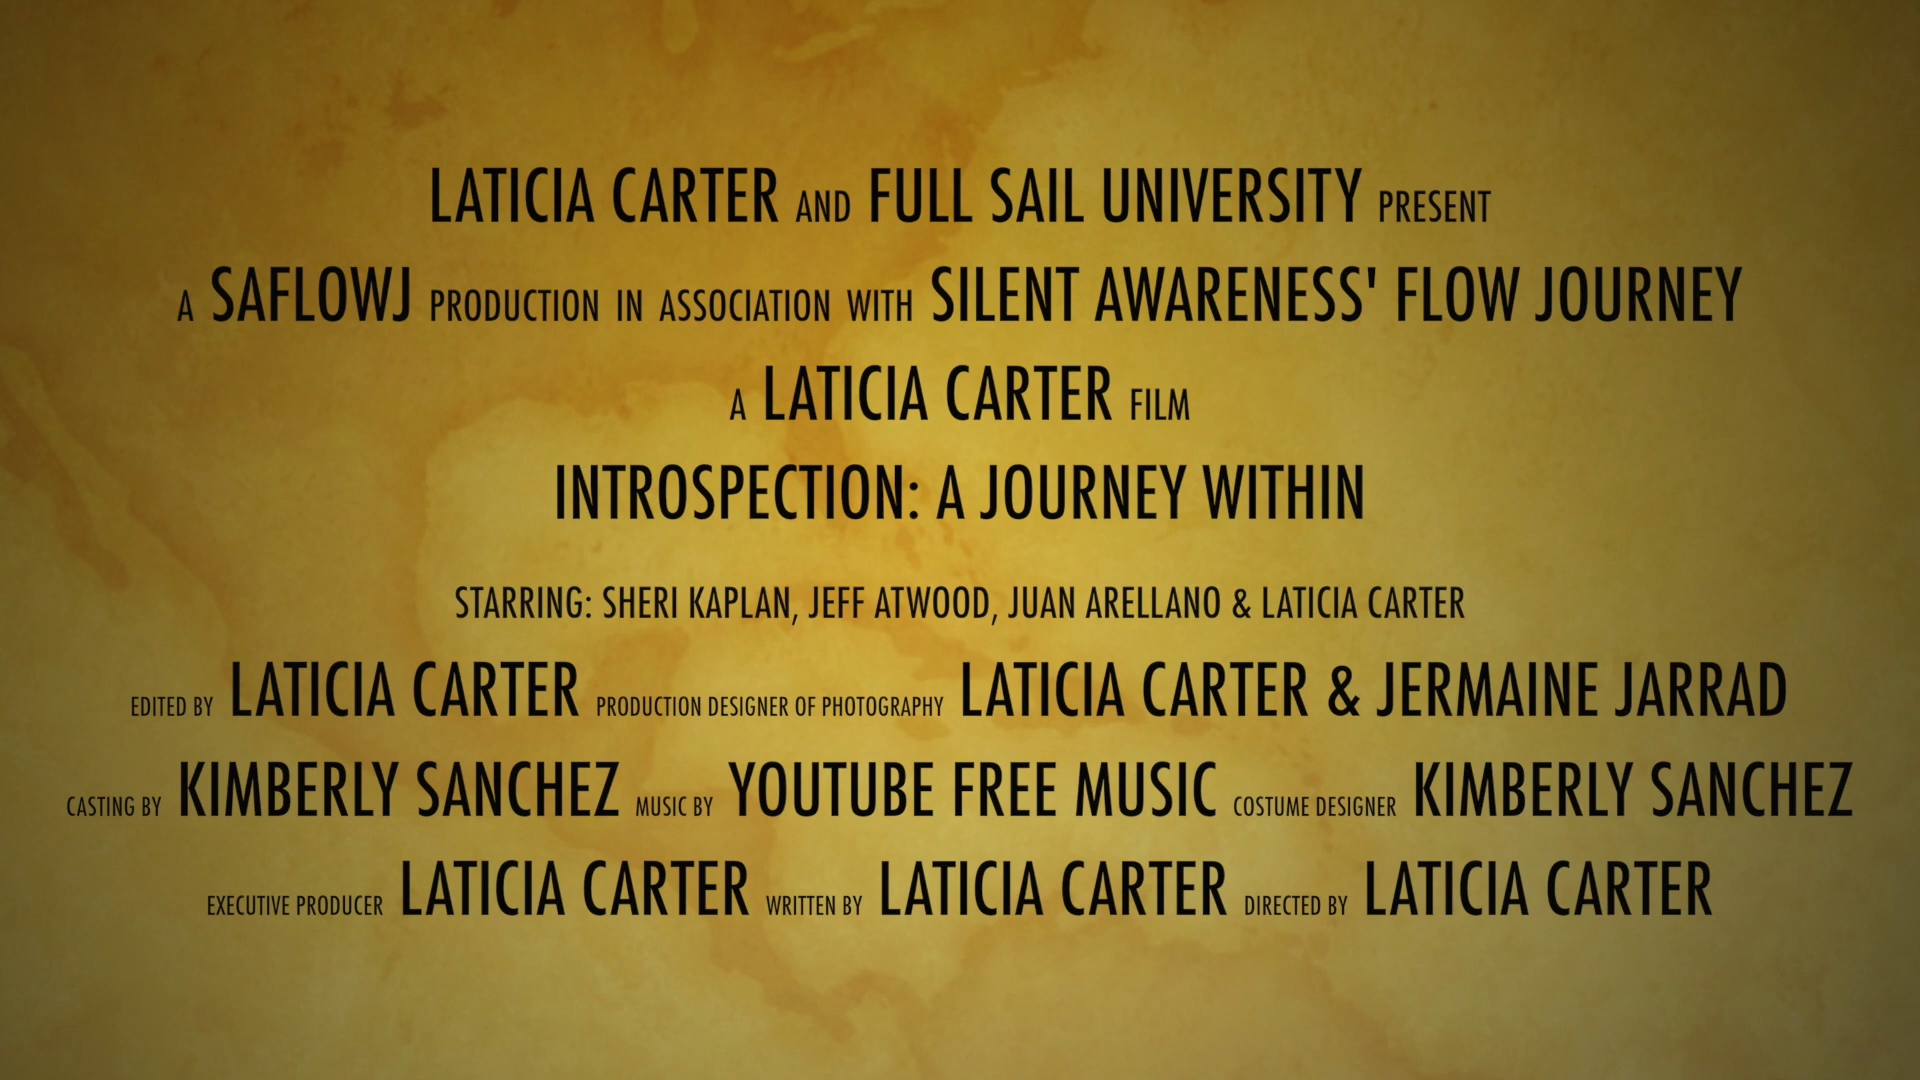 LATICIA CARTER AND FULL SAIL UNIVERSITY PRESENT
A SAFLOWJ PRODUCTION IN ASSOCIATION WITH SILENT AWARENESS' FLOW JOURNEY
A LATICIA CARTER FILM
INTROSPECTION: A JOURNEY WITHIN
STARRING: SHERI KAPLAN, JEFF ATWOOD, JUAN ARELLANO & LATICIA CARTER
EDITED BY LATICIA CARTER PRODUCTION DESIGNER OF PHOTOGRAPHY LATICIA CARTER & JERMAINE JARRAD
CASTING BY KIMBERLY SANCHEZ MUSIC BY YOUTUBE FREE MUSIC COSTUME DESIGNER KIMBERLY SANCHEZ
EXECUTIVE PRODUCER LATICIA CARTER WRITTEN BY LATICIA CARTER DIRECTED BY LATICIA CARTER